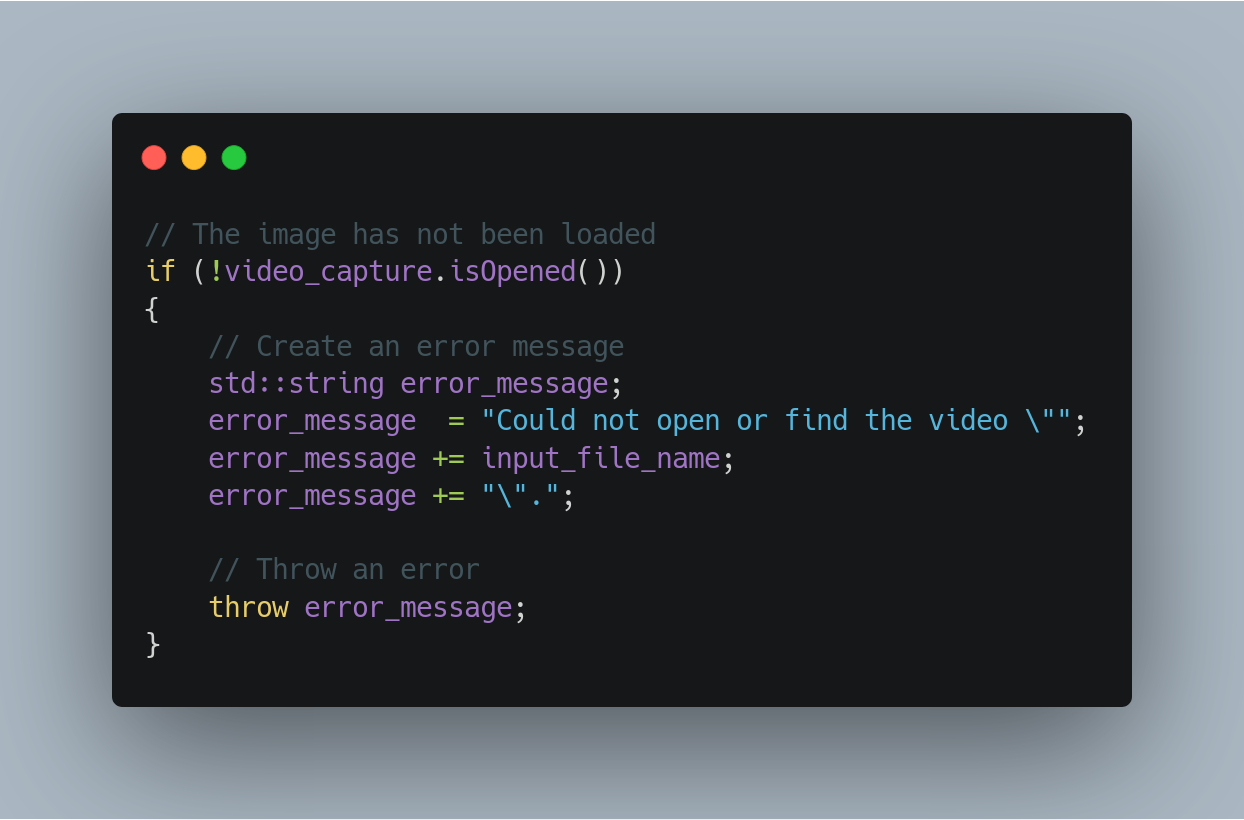 // The image has not been loaded
if (!video_capture.isOpened())
{
    // Create an error message
    std::string error_message;
    error_message  = "Could not open or find the video \"";
    error_message += input_file_name;
    error_message += "\".";

    // Throw an error
    throw error_message;
}